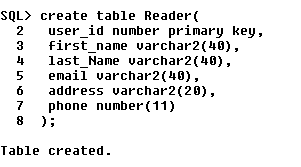 SQL> create table Reader(
  2   user_id number primary key,
  3   first_name varchar2(40),
  4   last_Name varchar2(40),
  5   email varchar2(40),
  6   address varchar2(20),
  7   phone number(11)
  8  );
Table created.